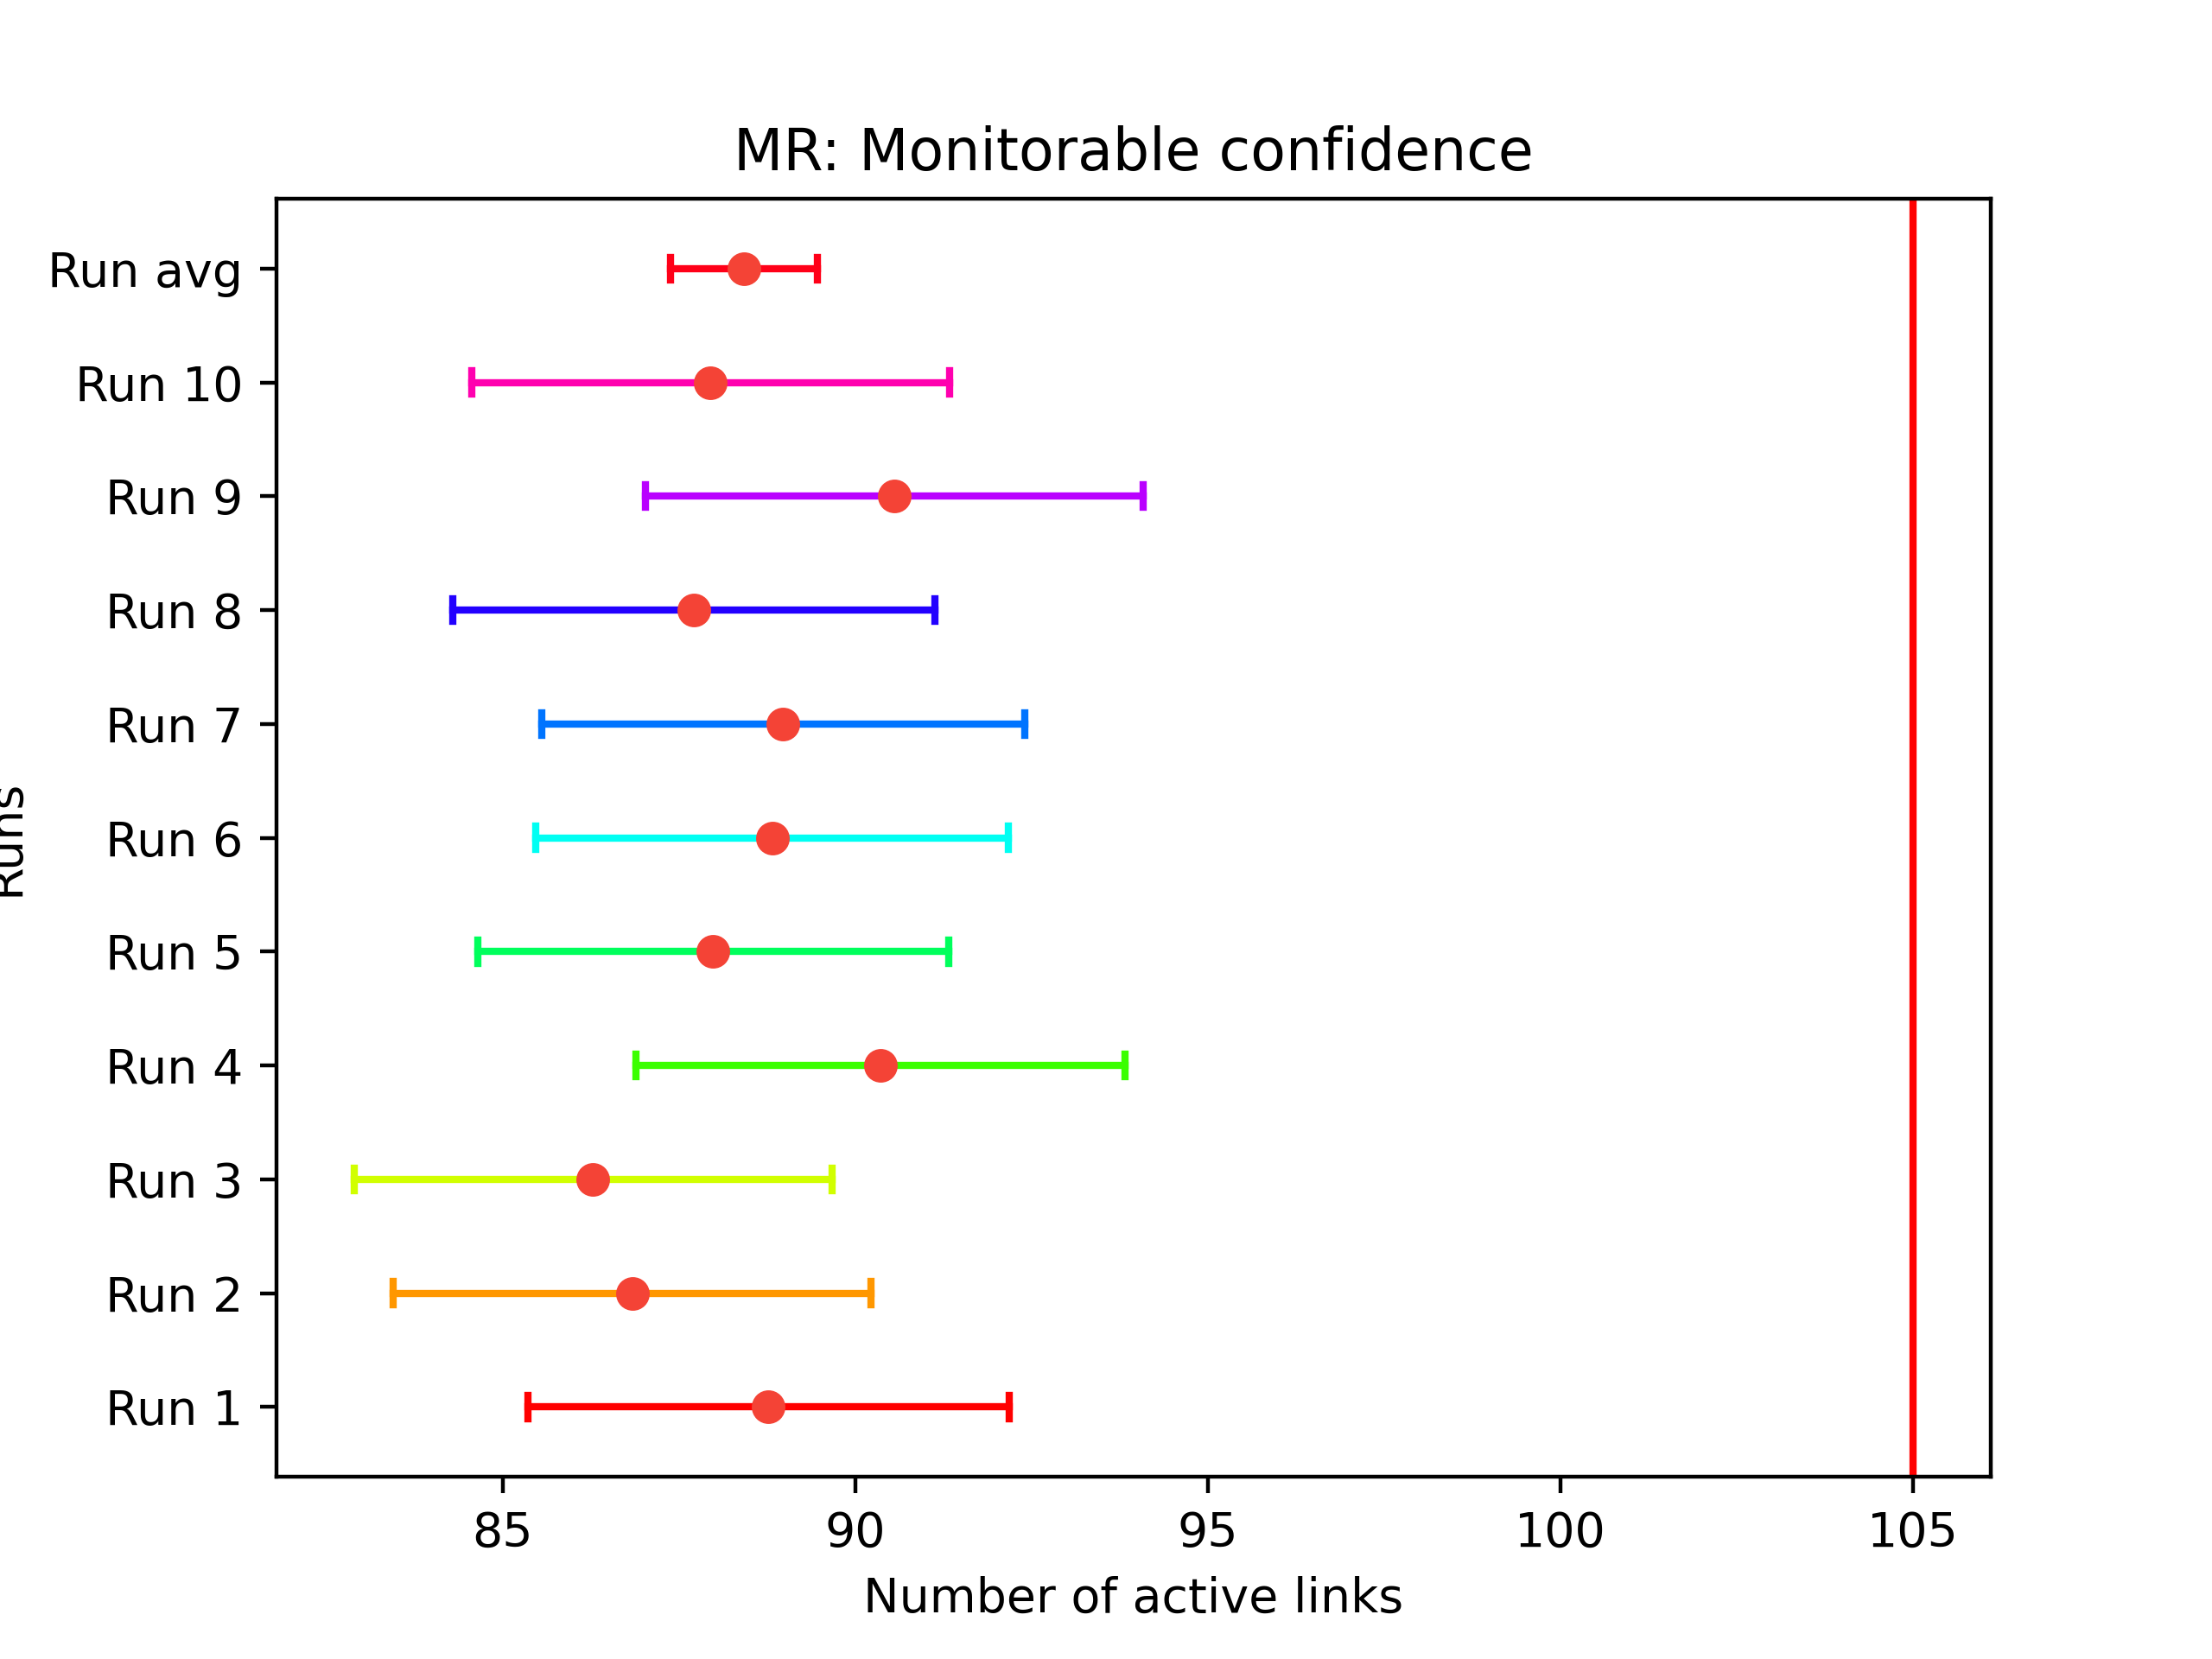 MR: Monitorable confidence
Run avg
Run 10
Run 9
Run 8
Run 7
Run 6
Run 5
Run 4
Run 3
Run 2
Run 1
Runs
85 90 95 100 105
Number of active links